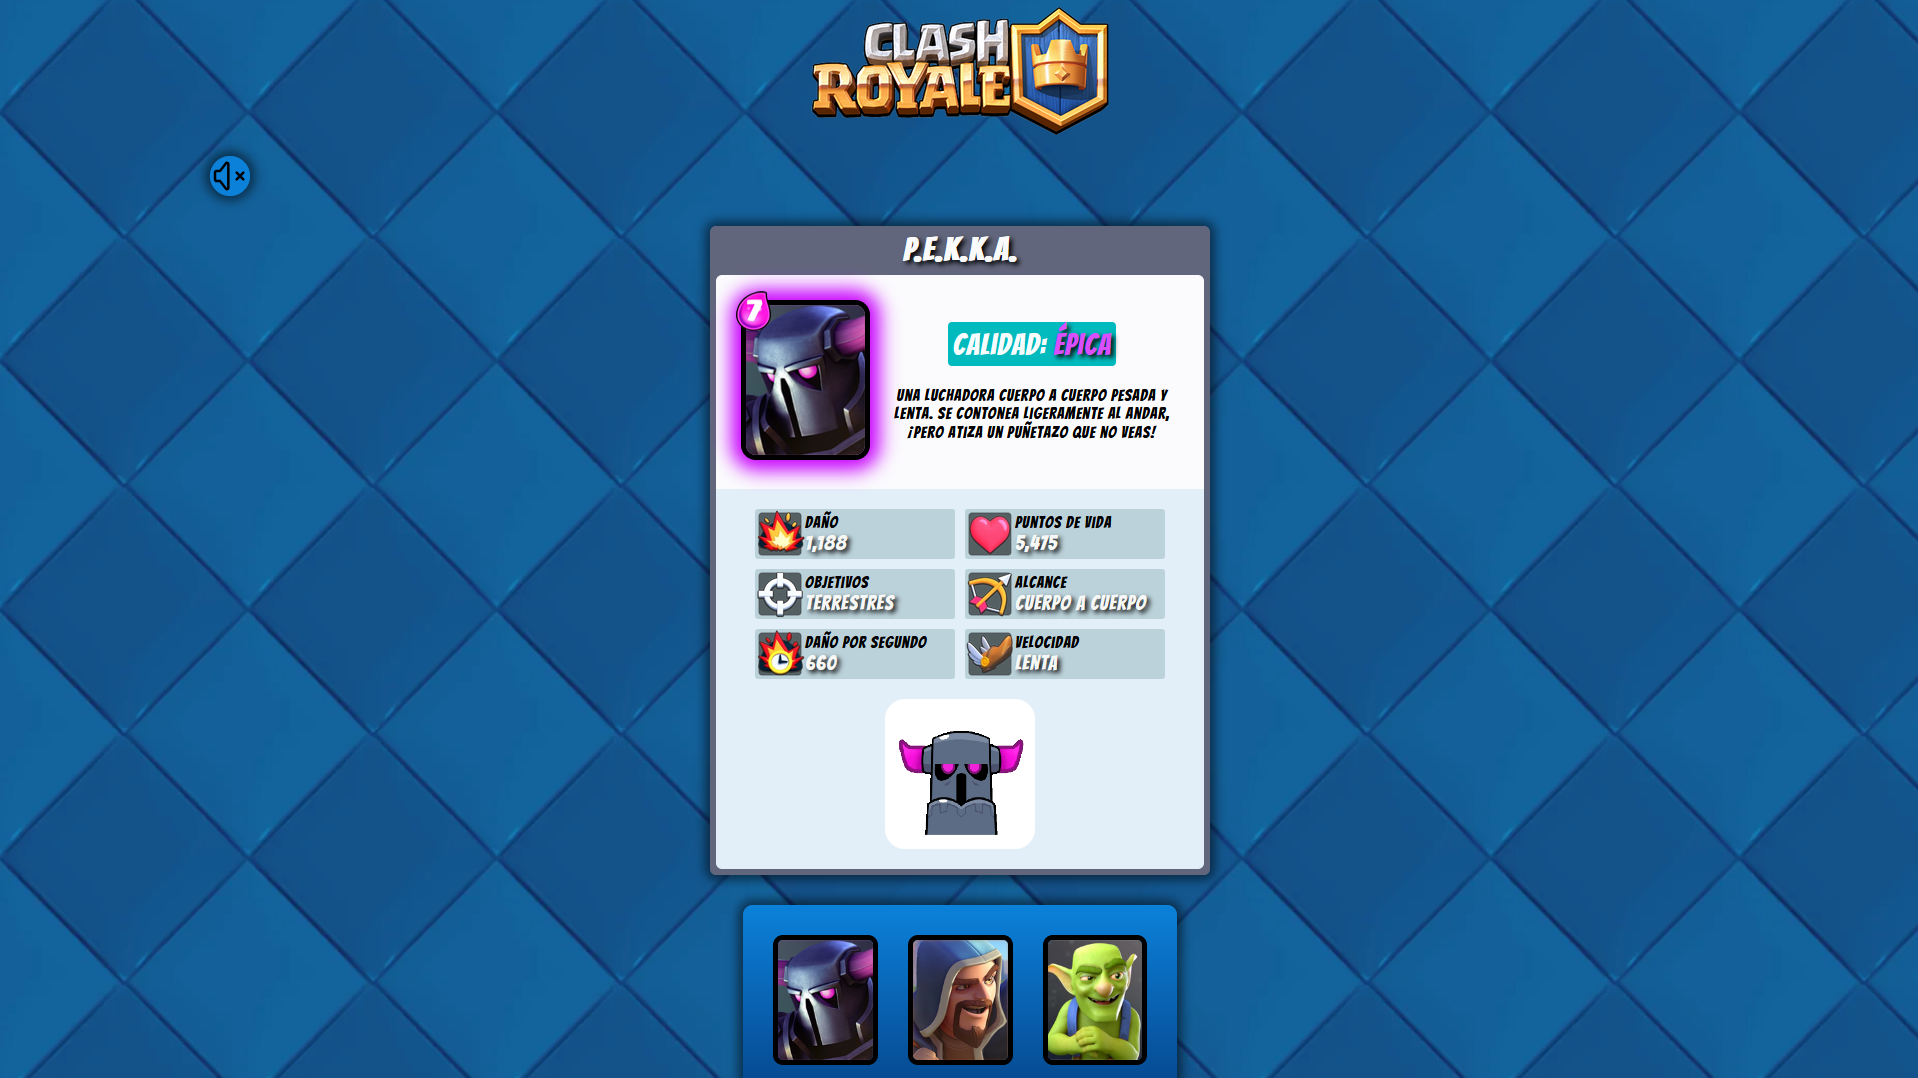 CLASH
ROYALE
P.E.K.K.A.
7
CALIDAD: ÉPICA
UNA LUCHADORA CUERPO A CUERPO PESADA Y
LENTA. SE CONTONEA LIGERAMENTE AL ANDAR,
¡PERO ATIZA UN PUÑETAZO QUE NO VEAS!
DAÑO
1,188
PUNTOS DE VIDA
5,475
OBJETIVOS
TERRESTRES
ALCANCE
CUERPO A CUERPO
DAÑO POR SEGUNDO
660
VELOCIDAD
LENTA